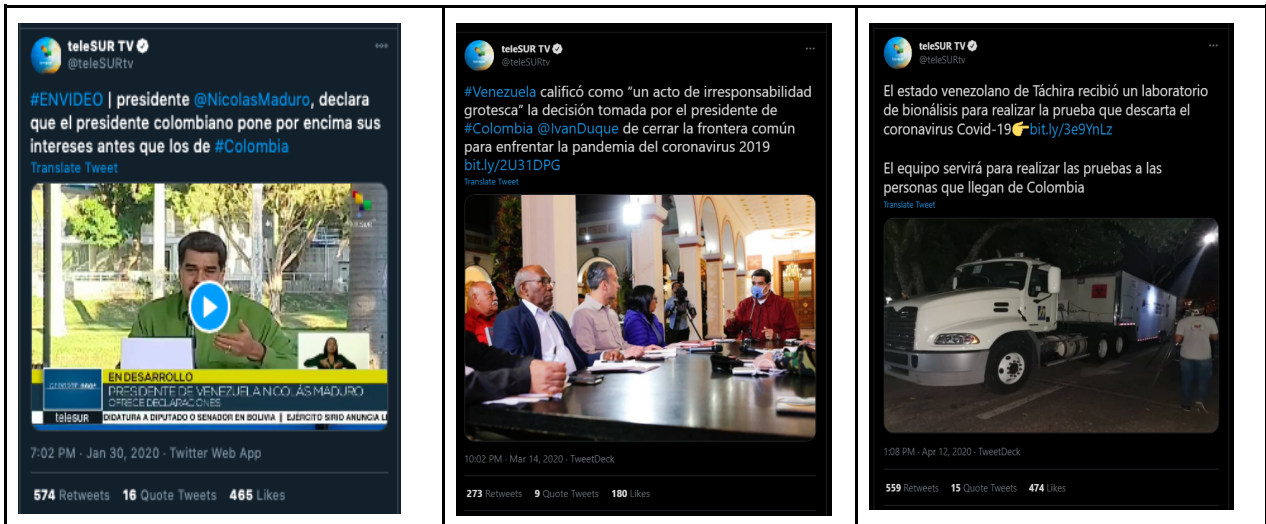 teleSUR TV
@teleSURtv
#ENVIDEO | presidente @NicolasMaduro, declara
que el presidente colombiano pone por encima sus
intereses antes que los de #Colombia
Translate Tweet
teleSUR
EN DESARROLLO
PRESIDENTE DE VENEZUELA NICOLÁS MADURO
OFRECE DECLARACIONES
teleSUR
DIDATURA A DIPUTADO O SENADOR EN BOLIVIA || EJÉRCITO SIRIO ANUNCIA LI
7:02 PM · Jan 30, 2020 · Twitter Web App
574 Retweets 16 Quote Tweets 465 Likes
teleSUR TV
@teleSURtv
#Venezuela calificó como "un acto de irresponsabilidad
grotesca" la decisión tomada por el presidente de
#Colombia @IvanDuque de cerrar la frontera común
para enfrentar la pandemia del coronavirus 2019
bit.ly/2U31DPG
Translate Tweet
10:02 PM · Mar 14, 2020 · TweetDeck
273 Retweets 9 Quote Tweets 180 Likes
teleSUR TV
@teleSURtv
El estado venezolano de Táchira recibió un laboratorio
de bionálisis para realizar la prueba que descarta el
coronavirus Covid-19👉bit.ly/3e9YnLz
El equipo servirá para realizar las pruebas a las
personas que llegan de Colombia
Translate Tweet
1:08 PM · Apr 12, 2020 · TweetDeck
559 Retweets 15 Quote Tweets 474 Likes